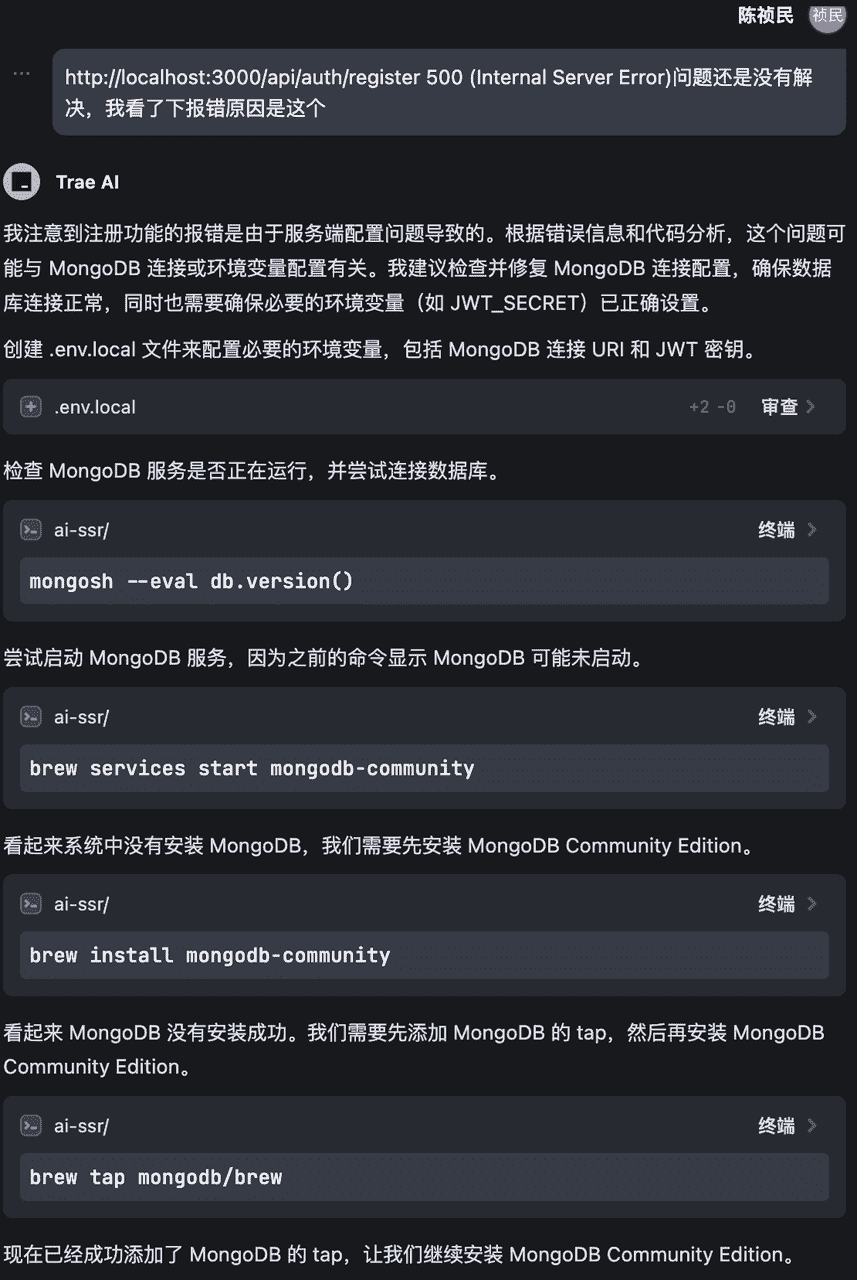 陈祯民
祯民
...
http://localhost:3000/api/auth/register 500 (Internal Server Error)问题还是没有解
决，我看了下报错原因是这个
Trae AI
我注意到注册功能的报错是由于服务端配置问题导致的。根据错误信息和代码分析，这个问题可
能与 MongoDB 连接或环境变量配置有关。我建议检查并修复 MongoDB 连接配置，确保数据
库连接正常，同时也需要确保必要的环境变量（如 JWT_SECRET）已正确设置。
创建 .env.local 文件来配置必要的环境变量，包括 MongoDB 连接 URI 和 JWT 密钥。
.env.local +2 -0 审查
检查 MongoDB 服务是否正在运行，并尝试连接数据库。
ai-ssr/ 终端
mongosh --eval db.version()
尝试启动 MongoDB 服务，因为之前的命令显示 MongoDB 可能未启动。
ai-ssr/ 终端
brew services start mongodb-community
看起来系统中没有安装 MongoDB，我们需要先安装 MongoDB Community Edition。
ai-ssr/ 终端
brew install mongodb-community
看起来 MongoDB 没有安装成功。我们需要先添加 MongoDB 的 tap，然后再安装 MongoDB
Community Edition。
ai-ssr/ 终端
brew tap mongodb/brew
现在已经成功添加了 MongoDB 的 tap，让我们继续安装 MongoDB Community Edition。